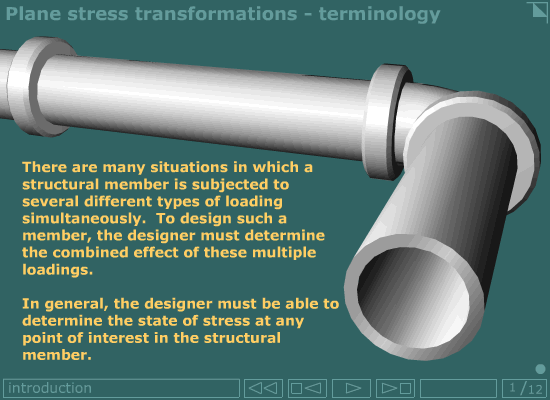 Plane stress transformations - terminology
There are many situations in which a
structural member is subjected to
several different types of loading
simultaneously.  To design such a
member, the designer must determine
the combined effect of these multiple
loadings.
In general, the designer must be able to
determine the state of stress at any
point of interest in the structural
member.
introduction
1/12